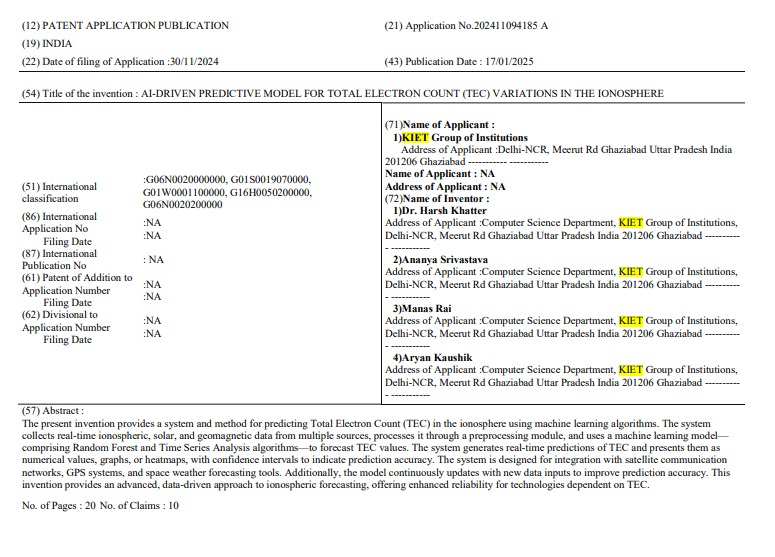 (12) PATENT APPLICATION PUBLICATION
(21) Application No.202411094185 A
(19) INDIA
(22) Date of filing of Application :30/11/2024
(43) Publication Date : 17/01/2025
(54) Title of the invention : AI-DRIVEN PREDICTIVE MODEL FOR TOTAL ELECTRON COUNT (TEC) VARIATIONS IN THE IONOSPHERE
(51) International
classification
:G06N0020000000, G01S0019070000,
G01W0001100000, G16H0050200000,
G06N0020200000
(86) International
Application No
Filing Date
:NA
:NA
(87) International
Publication No
: NA
(61) Patent of Addition to
Application Number
Filing Date
:NA
:NA
(62) Divisional to
Application Number
Filing Date
:NA
:NA
(71)Name of Applicant :
1)KIET Group of Institutions
Address of Applicant :Delhi-NCR, Meerut Rd Ghaziabad Uttar Pradesh India
201206 Ghaziabad ----------- -----------
Name of Applicant : NA
Address of Applicant : NA
(72)Name of Inventor :
1)Dr. Harsh Khatter
Address of Applicant :Computer Science Department, KIET Group of Institutions,
Delhi-NCR, Meerut Rd Ghaziabad Uttar Pradesh India 201206 Ghaziabad ----------
- -----------
2)Ananya Srivastava
Address of Applicant :Computer Science Department, KIET Group of Institutions,
Delhi-NCR, Meerut Rd Ghaziabad Uttar Pradesh India 201206 Ghaziabad ----------
- -----------
3)Manas Rai
Address of Applicant :Computer Science Department, KIET Group of Institutions,
Delhi-NCR, Meerut Rd Ghaziabad Uttar Pradesh India 201206 Ghaziabad ----------
- -----------
4)Aryan Kaushik
Address of Applicant :Computer Science Department, KIET Group of Institutions,
Delhi-NCR, Meerut Rd Ghaziabad Uttar Pradesh India 201206 Ghaziabad ----------
- -----------
(57) Abstract :
The present invention provides a system and method for predicting Total Electron Count (TEC) in the ionosphere using machine learning algorithms. The system
collects real-time ionospheric, solar, and geomagnetic data from multiple sources, processes it through a preprocessing module, and uses a machine learning model—
comprising Random Forest and Time Series Analysis algorithms—to forecast TEC values. The system generates real-time predictions of TEC and presents them as
numerical values, graphs, or heatmaps, with confidence intervals to indicate prediction accuracy. The system is designed for integration with satellite communication
networks, GPS systems, and space weather forecasting tools. Additionally, the model continuously updates with new data inputs to improve prediction accuracy. This
invention provides an advanced, data-driven approach to ionospheric forecasting, offering enhanced reliability for technologies dependent on TEC.
No. of Pages : 20 No. of Claims : 10